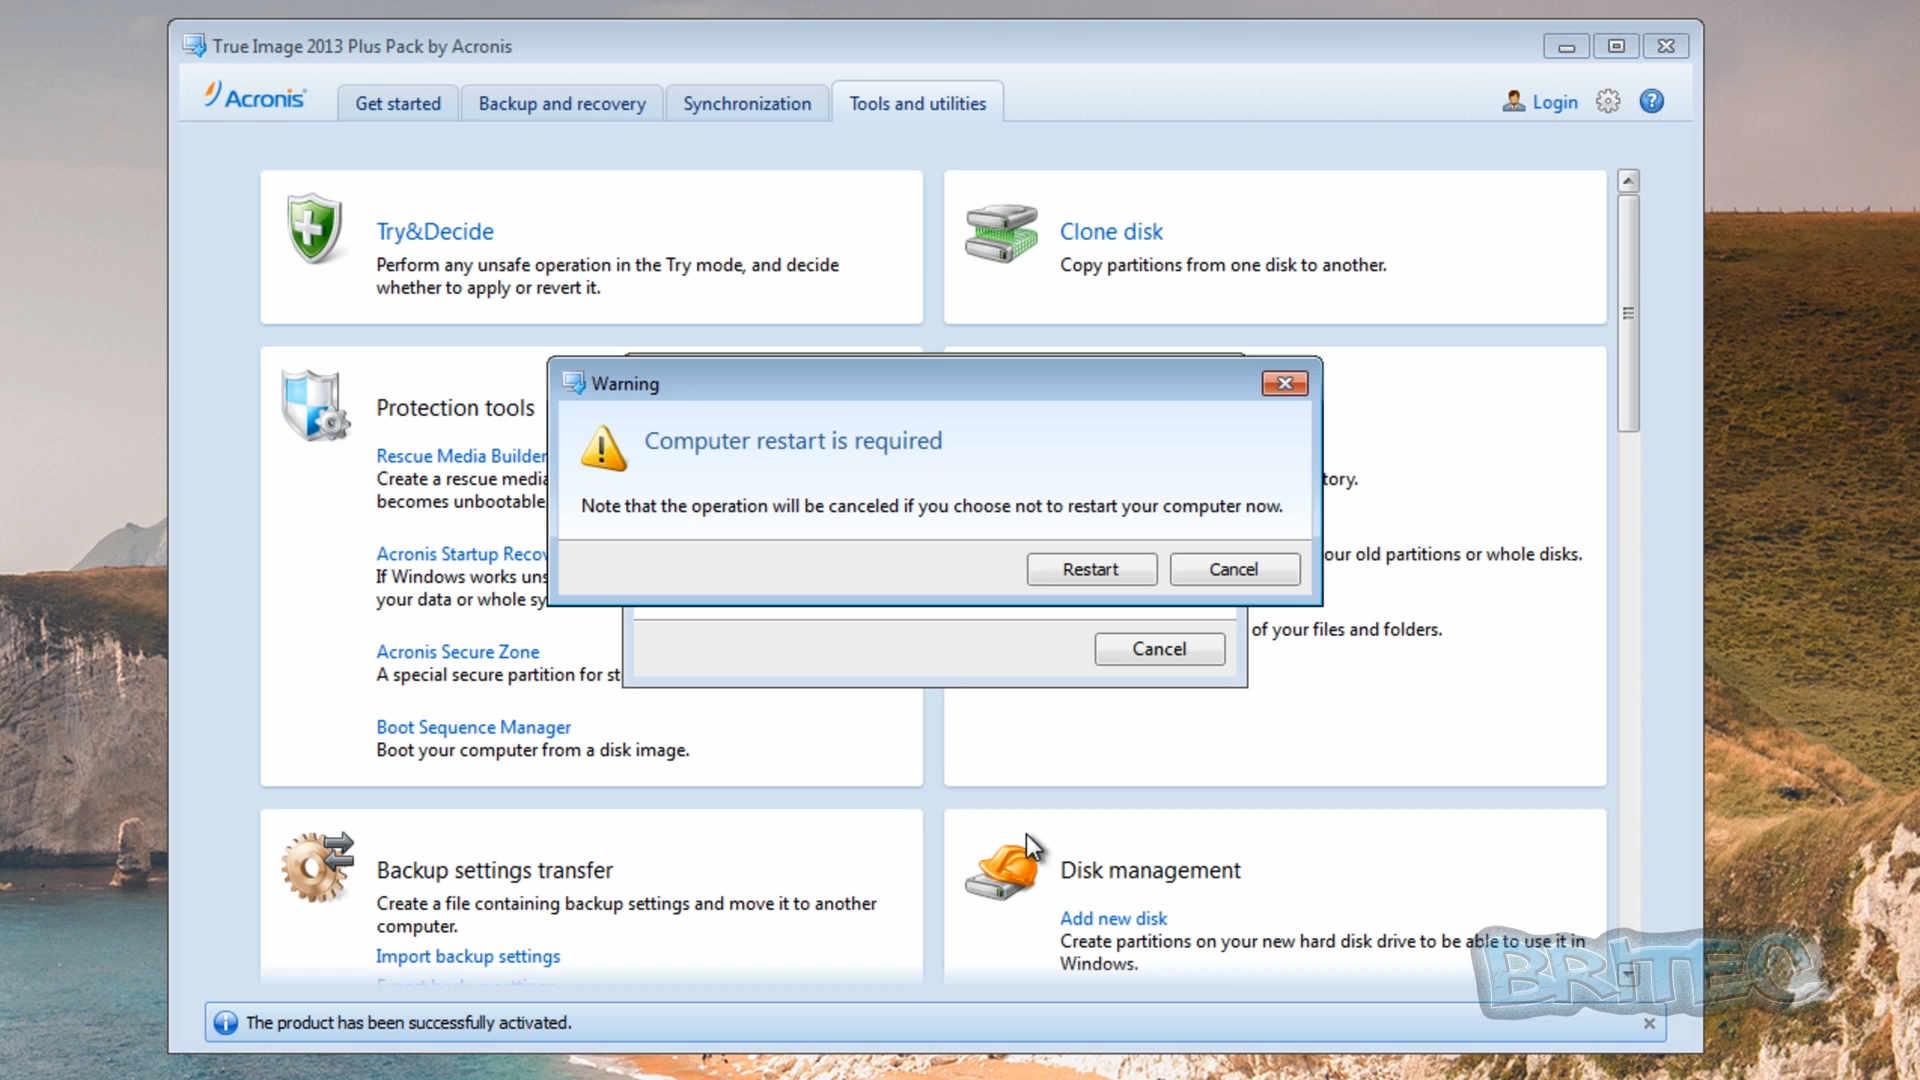 True Image 2013 Plus Pack by Acronis
Acronis
Get started
Backup and recovery
Synchronization
Tools and utilities
Login
Try&Decide
Perform any unsafe operation in the Try mode, and decide
whether to apply or revert it.
Clone disk
Copy partitions from one disk to another.
Protection tools
Rescue Media Builder
Create a rescue media
becomes unbootable
Acronis Startup Recov
If Windows works uns
your data or whole sy
Acronis Secure Zone
A special secure partition for st
Boot Sequence Manager
Boot your computer from a disk image.
Warning
Computer restart is required
Note that the operation will be canceled if you choose not to restart your computer now.
Restart
Cancel
Cancel
tory.
our old partitions or whole disks.
of your files and folders.
Backup settings transfer
Create a file containing backup settings and move it to another
computer.
Import backup settings
Export backup settings
Disk management
Add new disk
Create partitions on your new hard disk drive to be able to use it in
Windows.
The product has been successfully activated.
BRITEC